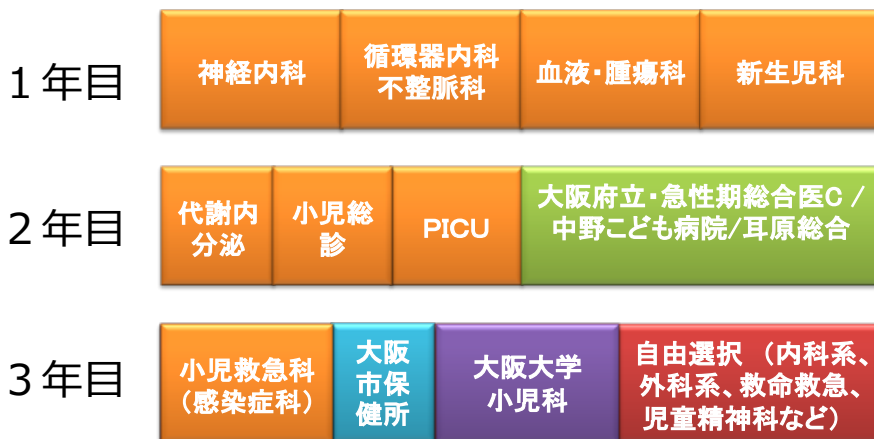 １年目
神経内科
循環器内科
不整脈科
血液・腫瘍科
新生児科
２年目
代謝内
分泌
小児総
診
PICU
大阪府立・急性期総合医C /
中野こども病院/耳原総合
３年目
小児救急科
（感染症科）
大阪
市保
健所
大阪大学
小児科
自由選択　（内科系、
外科系、救命救急、
児童精神科など）